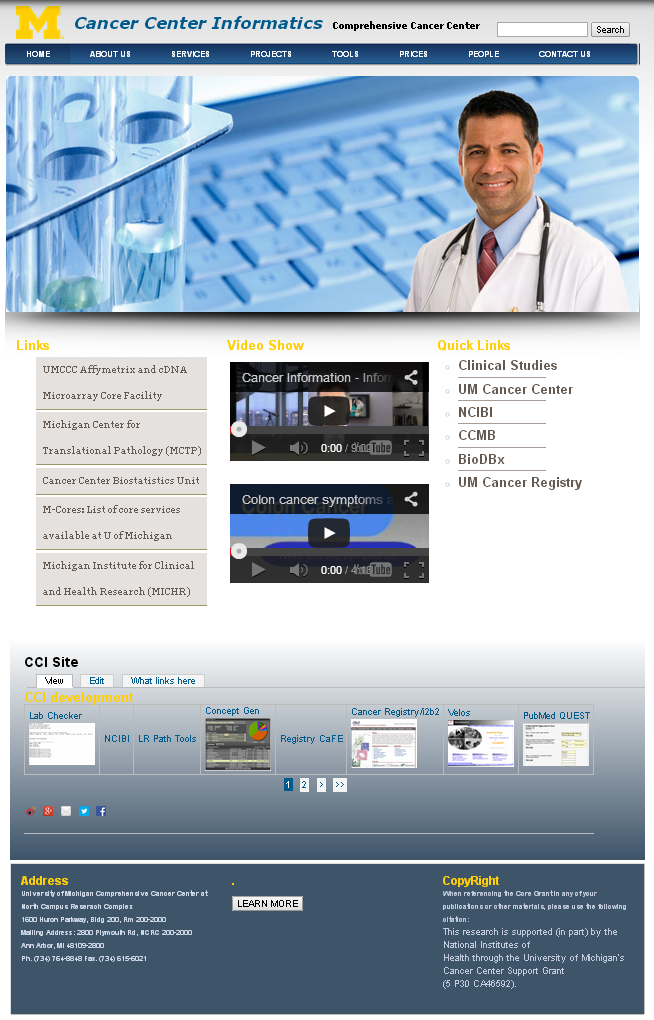 M
Cancer Center Informatics Comprehensive Cancer Center Search
HOME ABOUT US SERVICES PROJECTS TOOLS PRICES PEOPLE CONTACT US
Links
UMCCC Affymetrix and cDNA
Microarray Core Facility
Michigan Center for
Translational Pathology (MCTP)
Cancer Center Biostatistics Unit
M-Cores: List of core services
available at U of Michigan
Michigan Institute for Clinical
and Health Research (MICHR)
Video Show
Cancer Information - Infor
0:00 / 9:02 YouTube
Colon cancer symptoms a
Colon Cancer
0:00 / YouTube
Quick Links
Clinical Studies
UM Cancer Center
NCIBI
CCMB
BioDBx
UM Cancer Registry
CCI Site
View Edit What links here
CCI development
Lab Checker NCIBI LR Path Tools Concept Gen Registry CaFE Cancer Registry/i2b2 Velos PubMed QUEST
1 2 > >>
Address
University of Michigan Comprehensive Cancer Center at
North Campus Reserach Complex
1600 Huron Parkway, Bldg 200, Rm 200-2000
Mailing Address: 2800 Plymouth Rd, NCRC 200-2000
Ann Arbor, MI 48109-2800
Ph. (734) 764-8848 Fax. (734) 615-6021
.
LEARN MORE
CopyRight
When referencing the Core Grant in any of your
publications or other materials, please use the following
citation:
This research is supported (in part) by the
National Institutes of
Health through the University of Michigan's
Cancer Center Support Grant
(5 P30 CA46592).